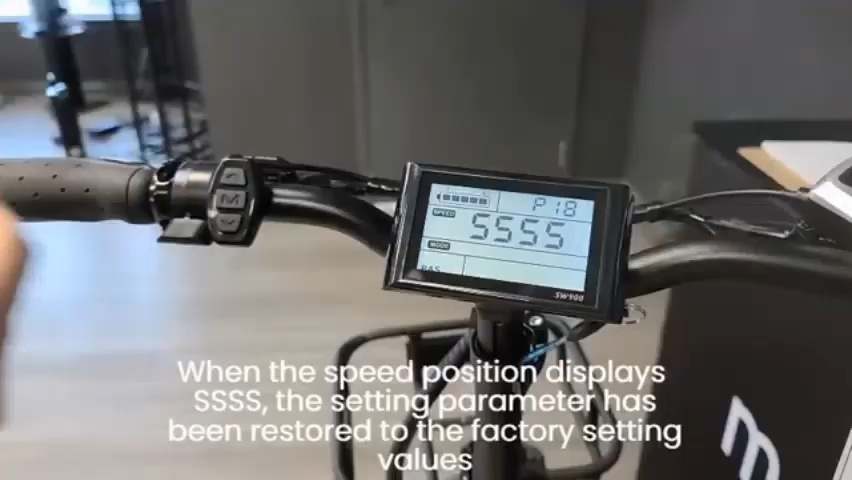 P18
SPEED
SSSS
MODE
PAS
SW900
M
When the speed position displays
SSSS, the setting parameter has
been restored to the factory setting
values
m